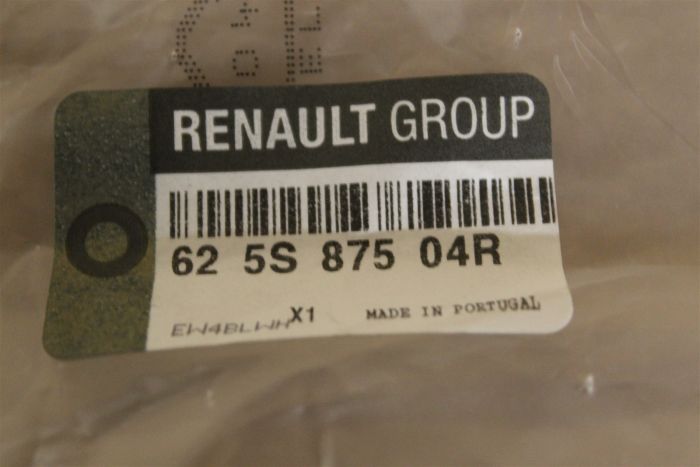 RENAULT GROUP
62 5S 875 04R
EW4BLWH X1 MADE IN PORTUGAL